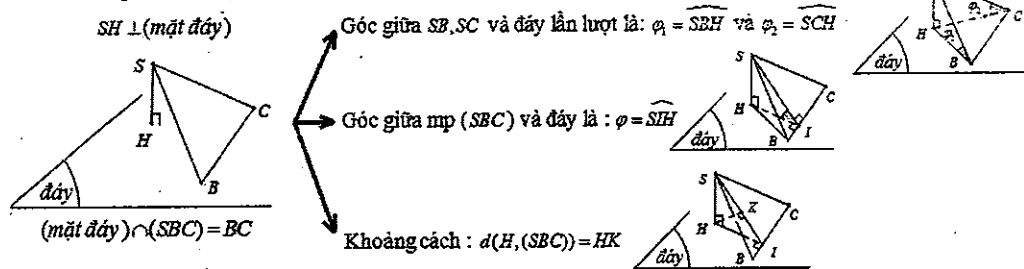 SH ⊥(mặt đáy)
S
H
C
B
đáy
(mặt đáy)∩(SBC)=BC
Góc giữa SB,SC và đáy lần lượt là: φ₁ = SBH và φ₂ = SCH
H
C
B
φ₂
đáy
Góc giữa mp (SBC) và đáy là : φ = SIH
S
H
C
B
I
đáy
Khoảng cách : d(H,(SBC))=HK
S
K
H
C
B
I
đáy